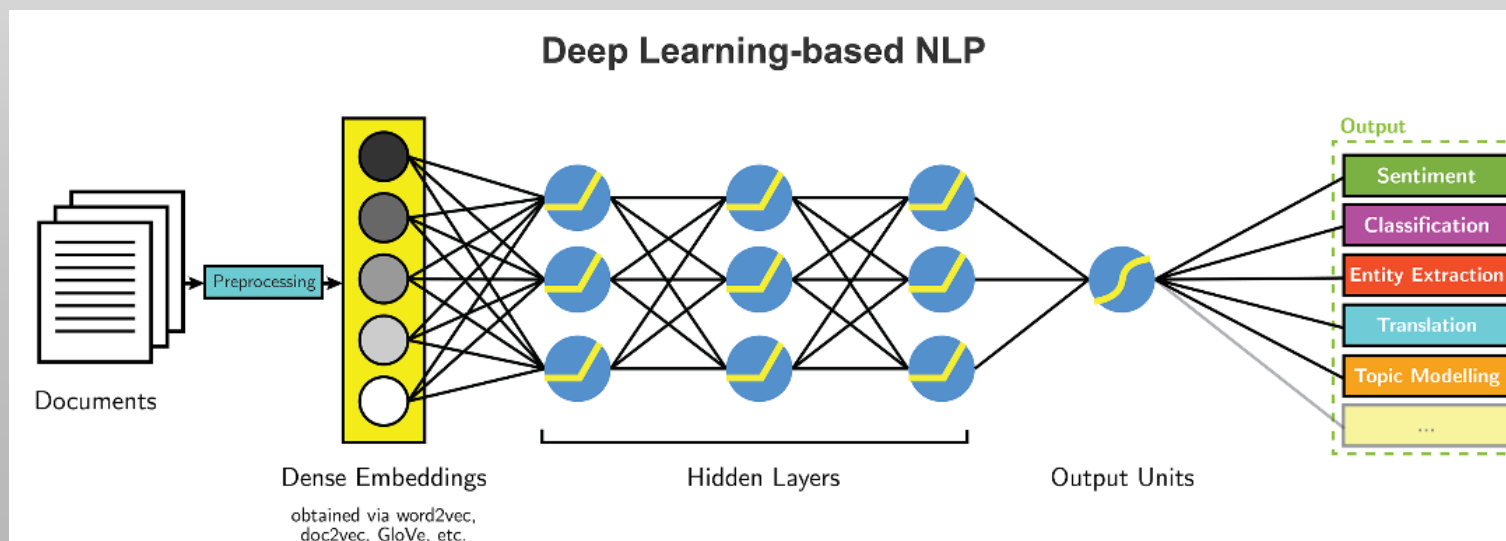 Deep Learning-based NLP
Output
Sentiment
Classification
Entity Extraction
Translation
Topic Modelling
...
Preprocessing
Documents
Dense Embeddings
obtained via word2vec,
doc2vec, GloVe, etc.
Hidden Layers
Output Units